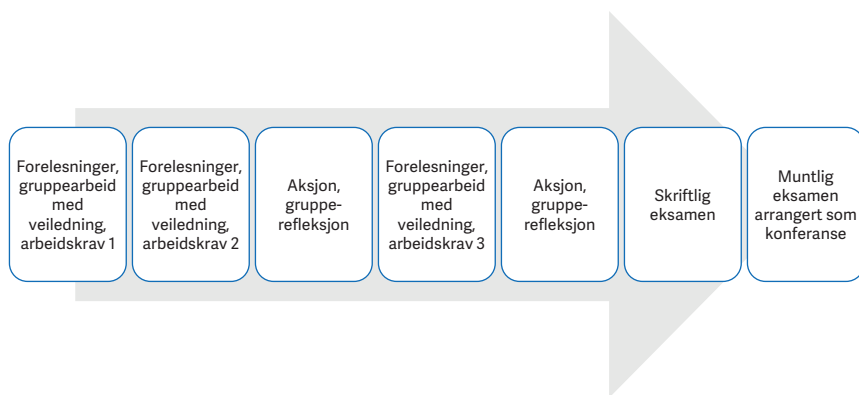 Forelesninger,
gruppearbeid
med
veiledning,
arbeidskrav 1
Forelesninger,
gruppearbeid
med
veiledning,
arbeidskrav 2
Aksjon,
gruppe-
refleksjon
Forelesninger,
gruppearbeid
med
veiledning,
arbeidskrav 3
Aksjon,
gruppe-
refleksjon
Skriftlig
eksamen
Muntlig
eksamen
arrangert som
konferanse